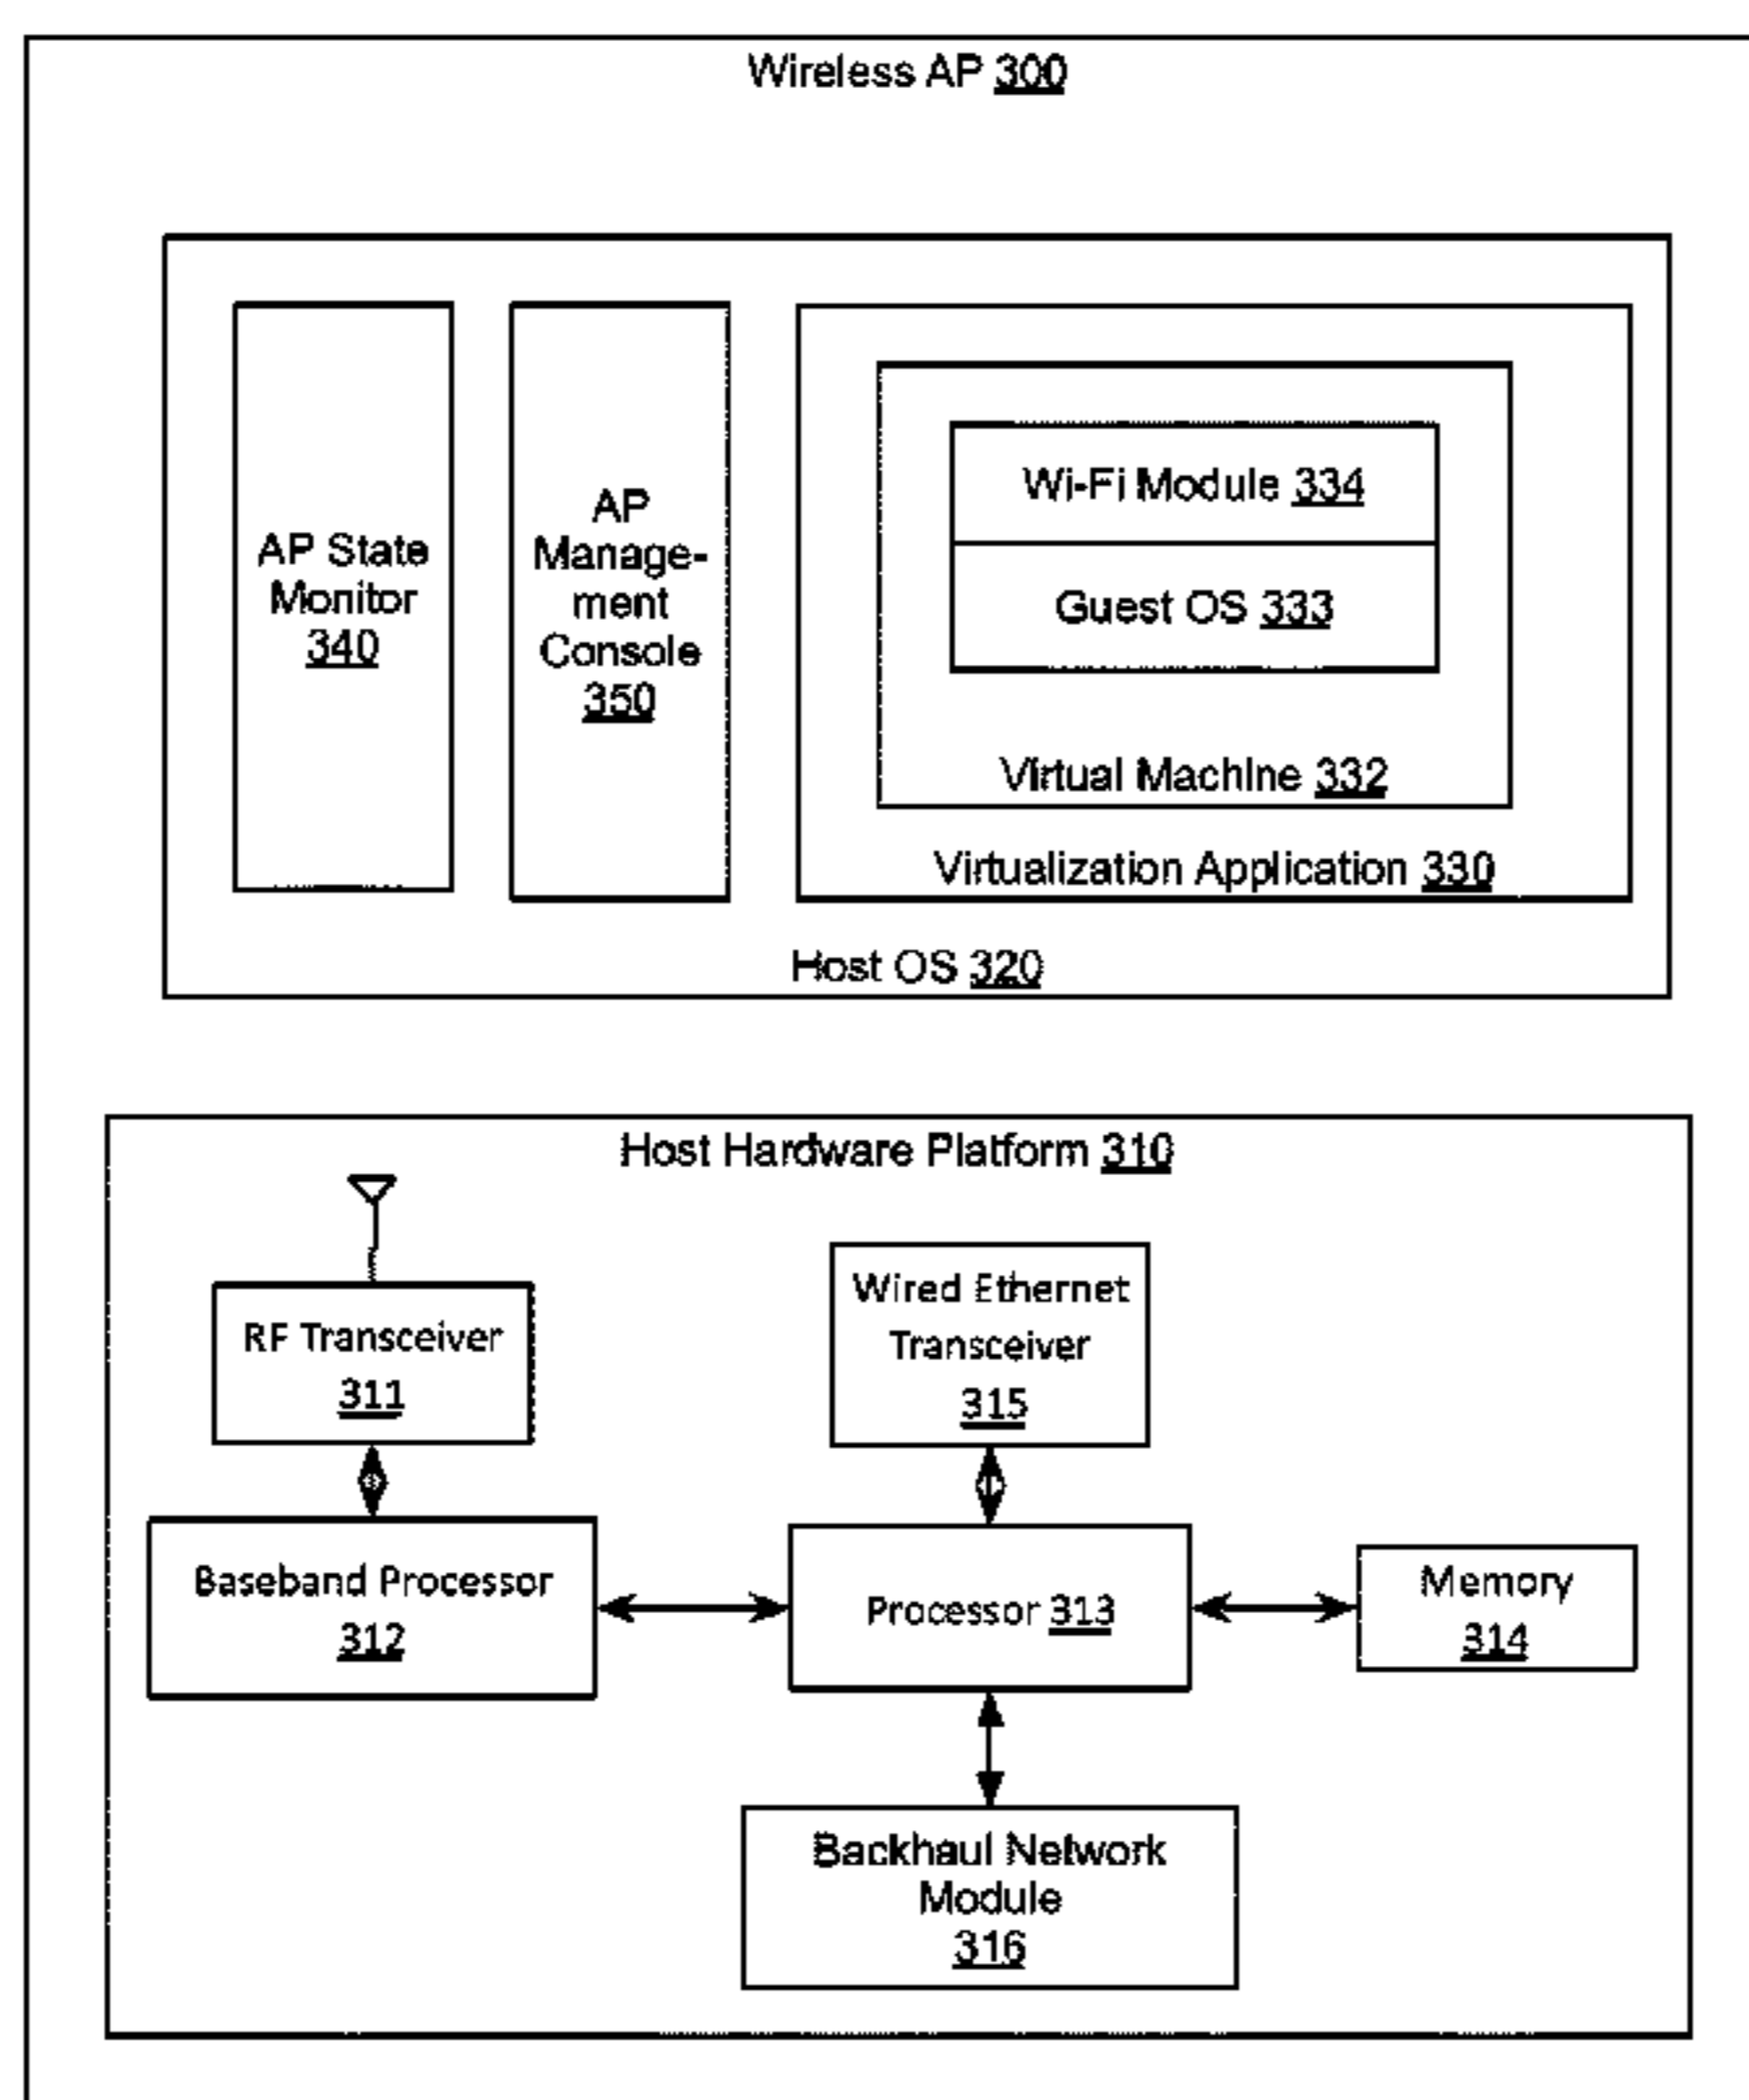 Wireless AP 300
AP State
Monitor
340
AP
Manage-
ment
Console
350
Wi-Fi Module 334
Guest OS 333
Virtual Machine 332
Virtualization Application 330
Host OS 320
Host Hardware Platform 310
RF Transceiver
311
Wired Ethernet
Transceiver
315
Baseband Processor
312
Processor 313
Memory
314
Backhaul Network
Module
316